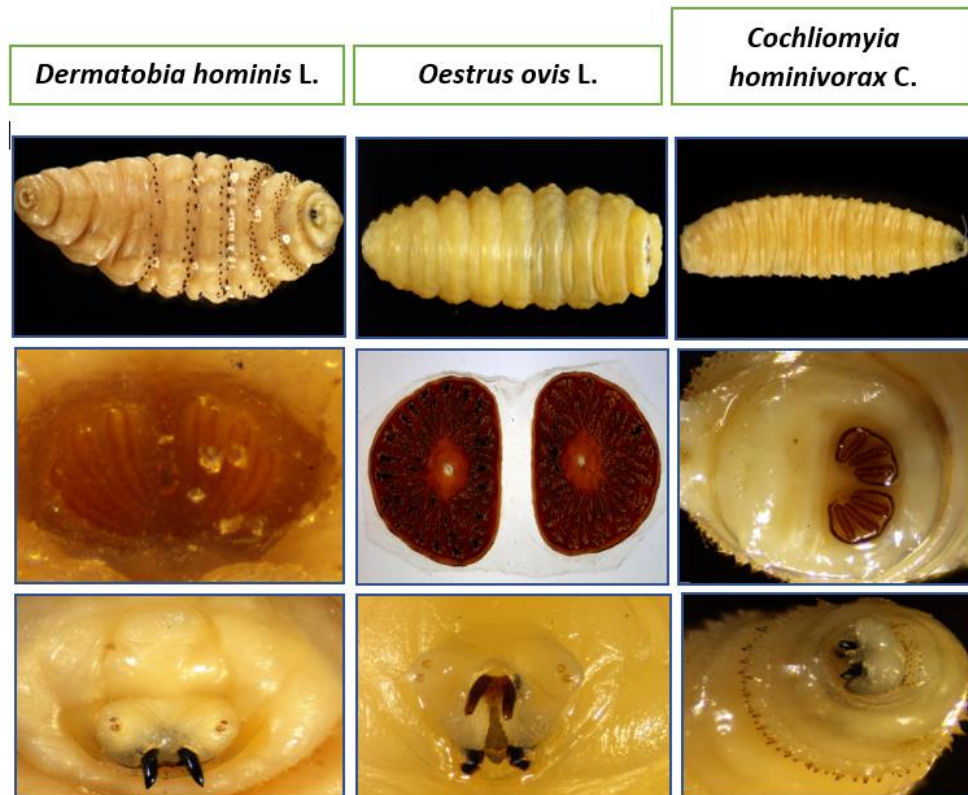 Dermatobia hominis L.
Oestrus ovis L.
Cochliomyia
hominivorax C.